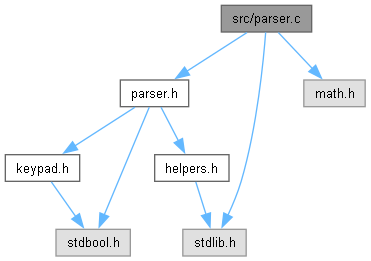 src/parser.c
parser.h
math.h
keypad.h
helpers.h
stdbool.h
stdlib.h